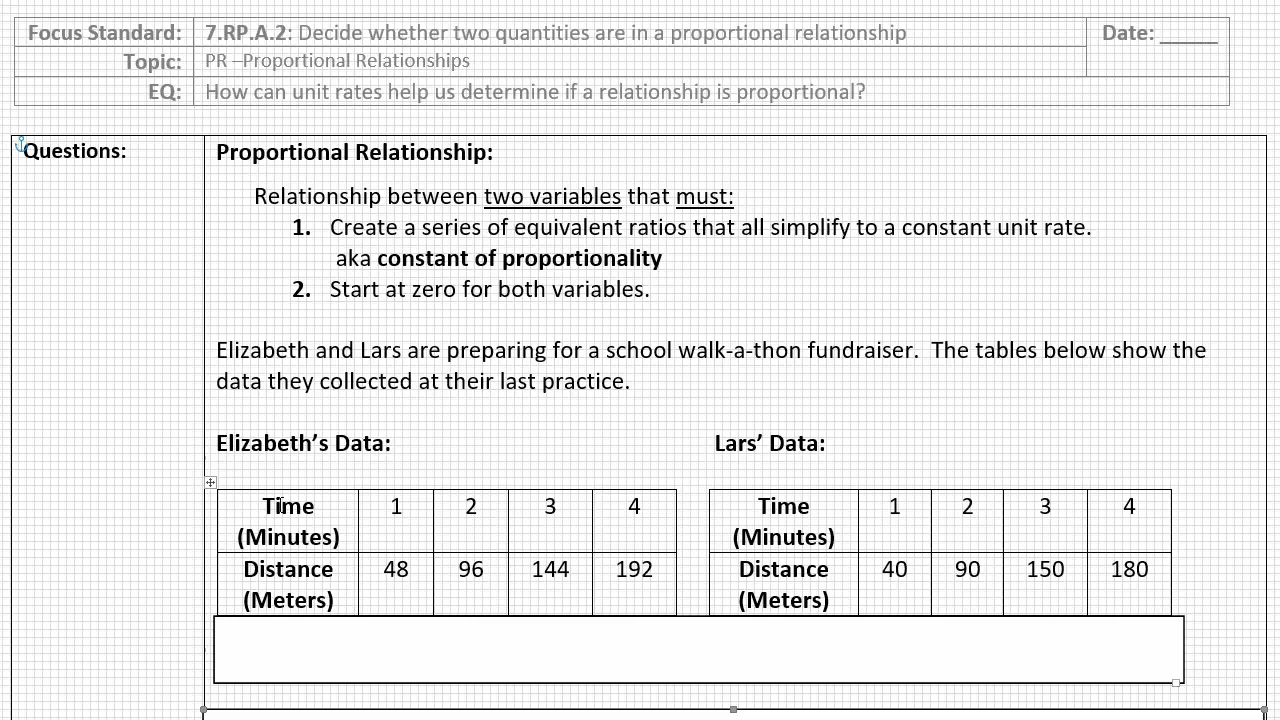 Focus Standard: 7.RP.A.2: Decide whether two quantities are in a proportional relationship Date: ______
Topic: PR –Proportional Relationships
EQ: How can unit rates help us determine if a relationship is proportional?
Questions:
Proportional Relationship:
Relationship between two variables that must:
1. Create a series of equivalent ratios that all simplify to a constant unit rate.
aka constant of proportionality
2. Start at zero for both variables.
Elizabeth and Lars are preparing for a school walk-a-thon fundraiser.  The tables below show the
data they collected at their last practice.
Elizabeth’s Data:
Time 1 2 3 4
(Minutes)
Distance 48 96 144 192
(Meters)
Lars’ Data:
Time 1 2 3 4
(Minutes)
Distance 40 90 150 180
(Meters)